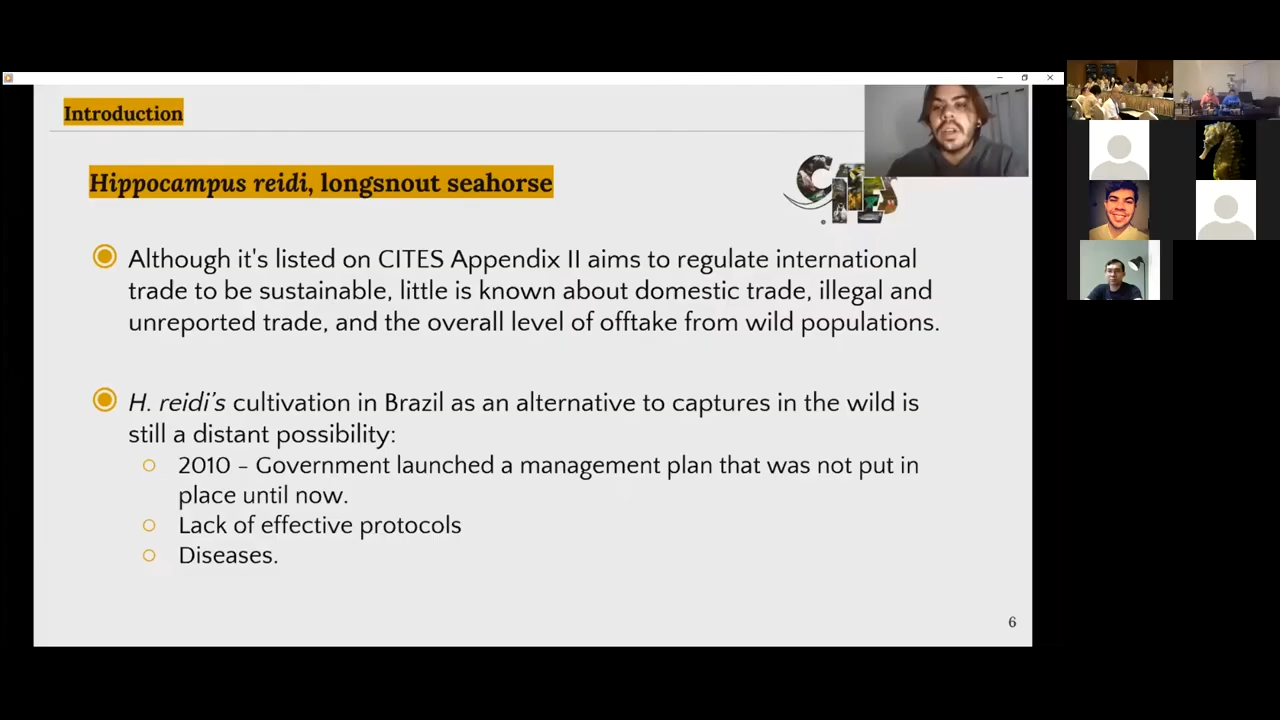 Introduction
Hippocampus reidi, longsnout seahorse
CITES
Although it's listed on CITES Appendix II aims to regulate international
trade to be sustainable, little is known about domestic trade, illegal and
unreported trade, and the overall level of offtake from wild populations.
H. reidi’s cultivation in Brazil as an alternative to captures in the wild is
still a distant possibility:
2010 – Government launched a management plan that was not put in
place until now.
Lack of effective protocols
Diseases.
6